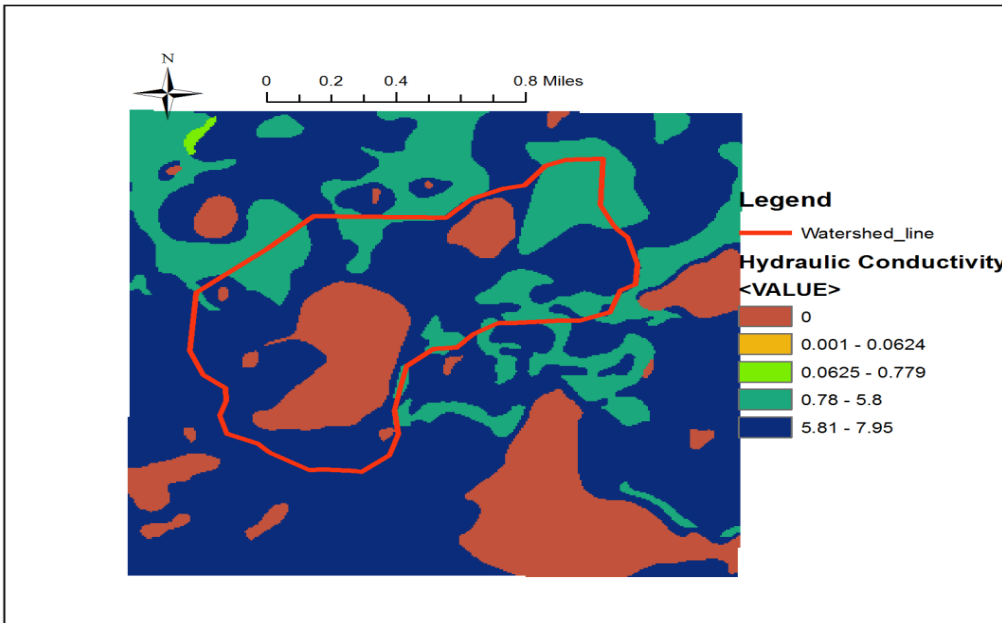 N
0 0.2 0.4 0.8 Miles
Legend
Watershed_line
Hydraulic Conductivity
<VALUE>
0
0.001 - 0.0624
0.0625 - 0.779
0.78 - 5.8
5.81 - 7.95